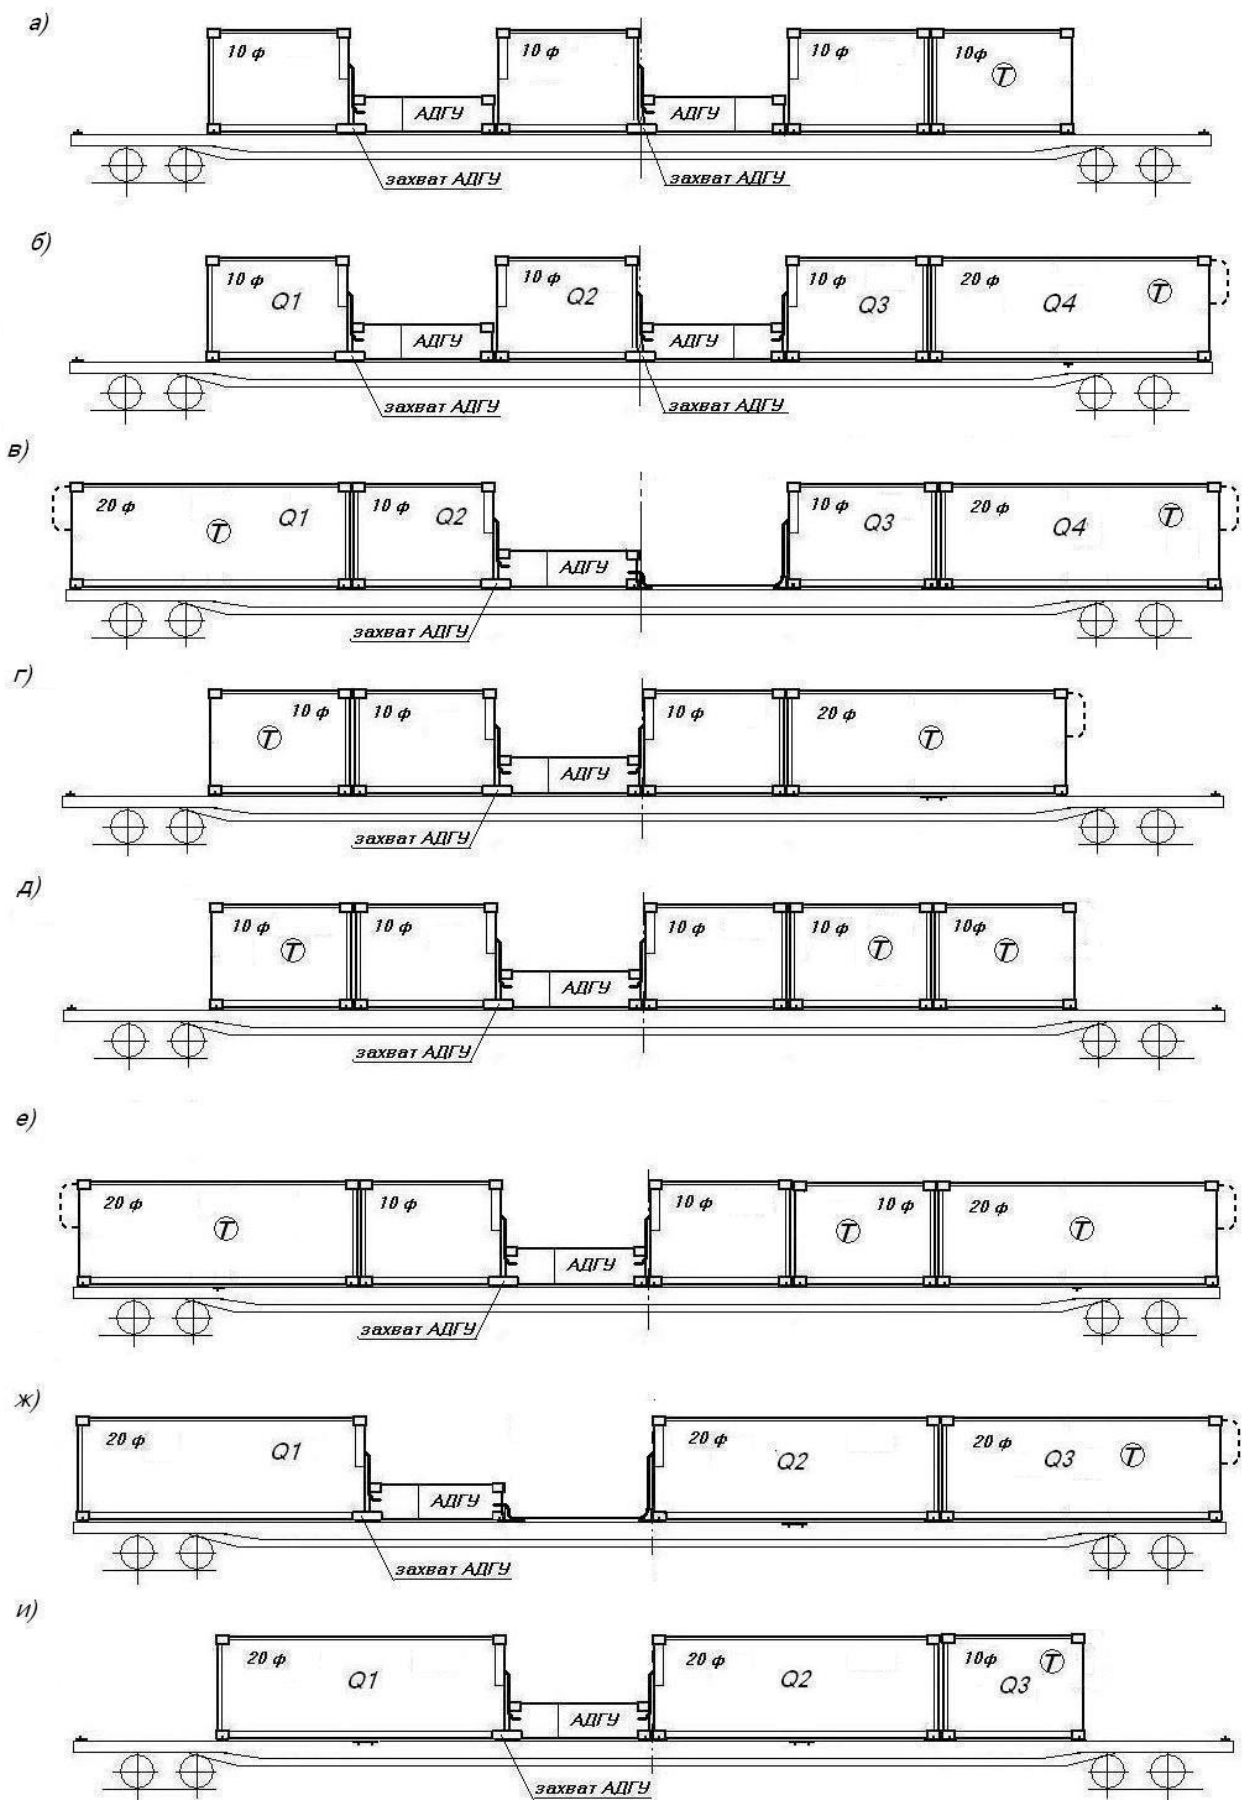 а)
10 ф 10 ф 10 ф 10ф Т
АДГУ АДГУ
захват АДГУ захват АДГУ
б)
10 ф Q1 10 ф Q2 10 ф Q3 20 ф Q4 Т
АДГУ АДГУ
захват АДГУ захват АДГУ
в)
20 ф Т Q1 10 ф Q2 10 ф Q3 20 ф Q4 Т
АДГУ
захват АДГУ
г)
Т 10 ф 10 ф 10 ф 20 ф Т
АДГУ
захват АДГУ
д)
10 ф Т 10 ф 10 ф 10 ф Т 10ф Т
АДГУ
захват АДГУ
е)
20 ф Т 10 ф 10 ф Т 10 ф 20 ф Т
АДГУ
захват АДГУ
ж)
20 ф Q1 20 ф Q2 20 ф Q3 Т
АДГУ
захват АДГУ
и)
20 ф Q1 20 ф Q2 10ф Q3 Т
АДГУ
захват АДГУ